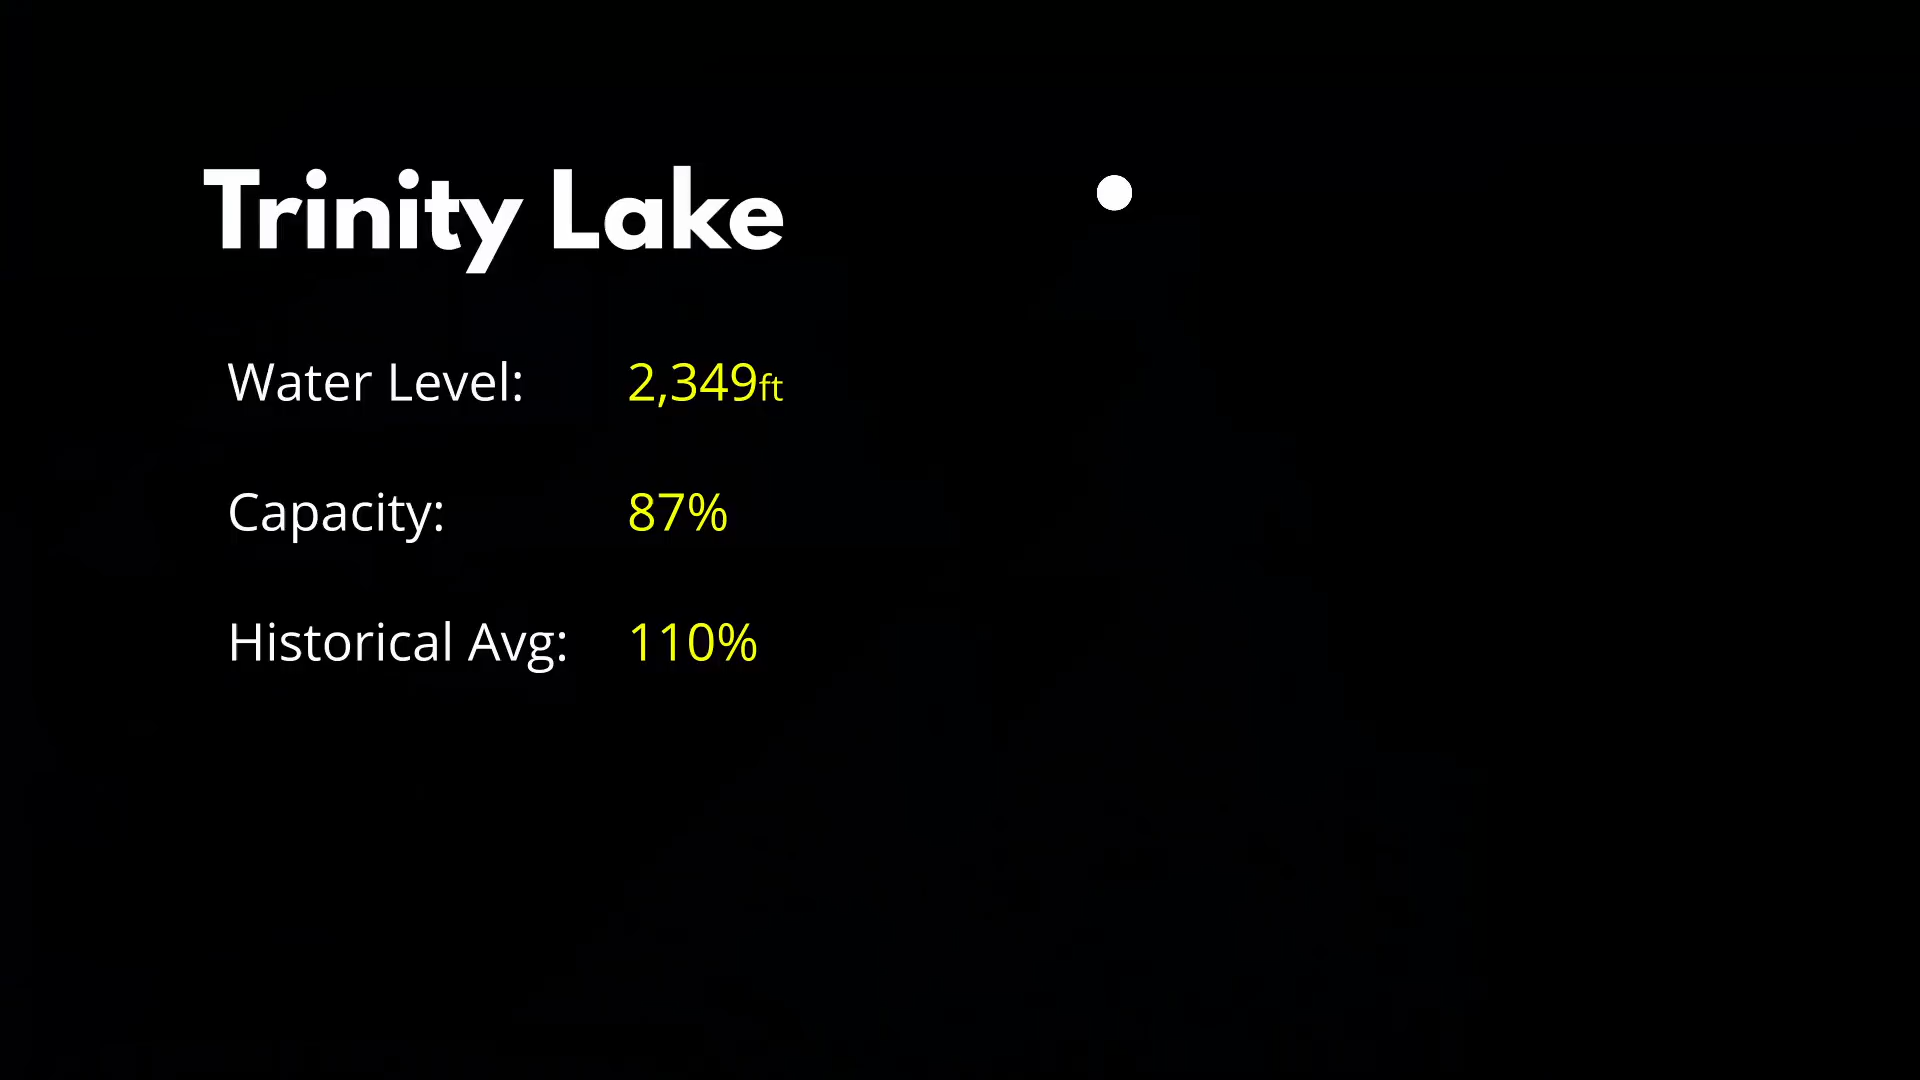 Trinity Lake
Water Level: 2,349ft
Capacity: 87%
Historical Avg: 110%